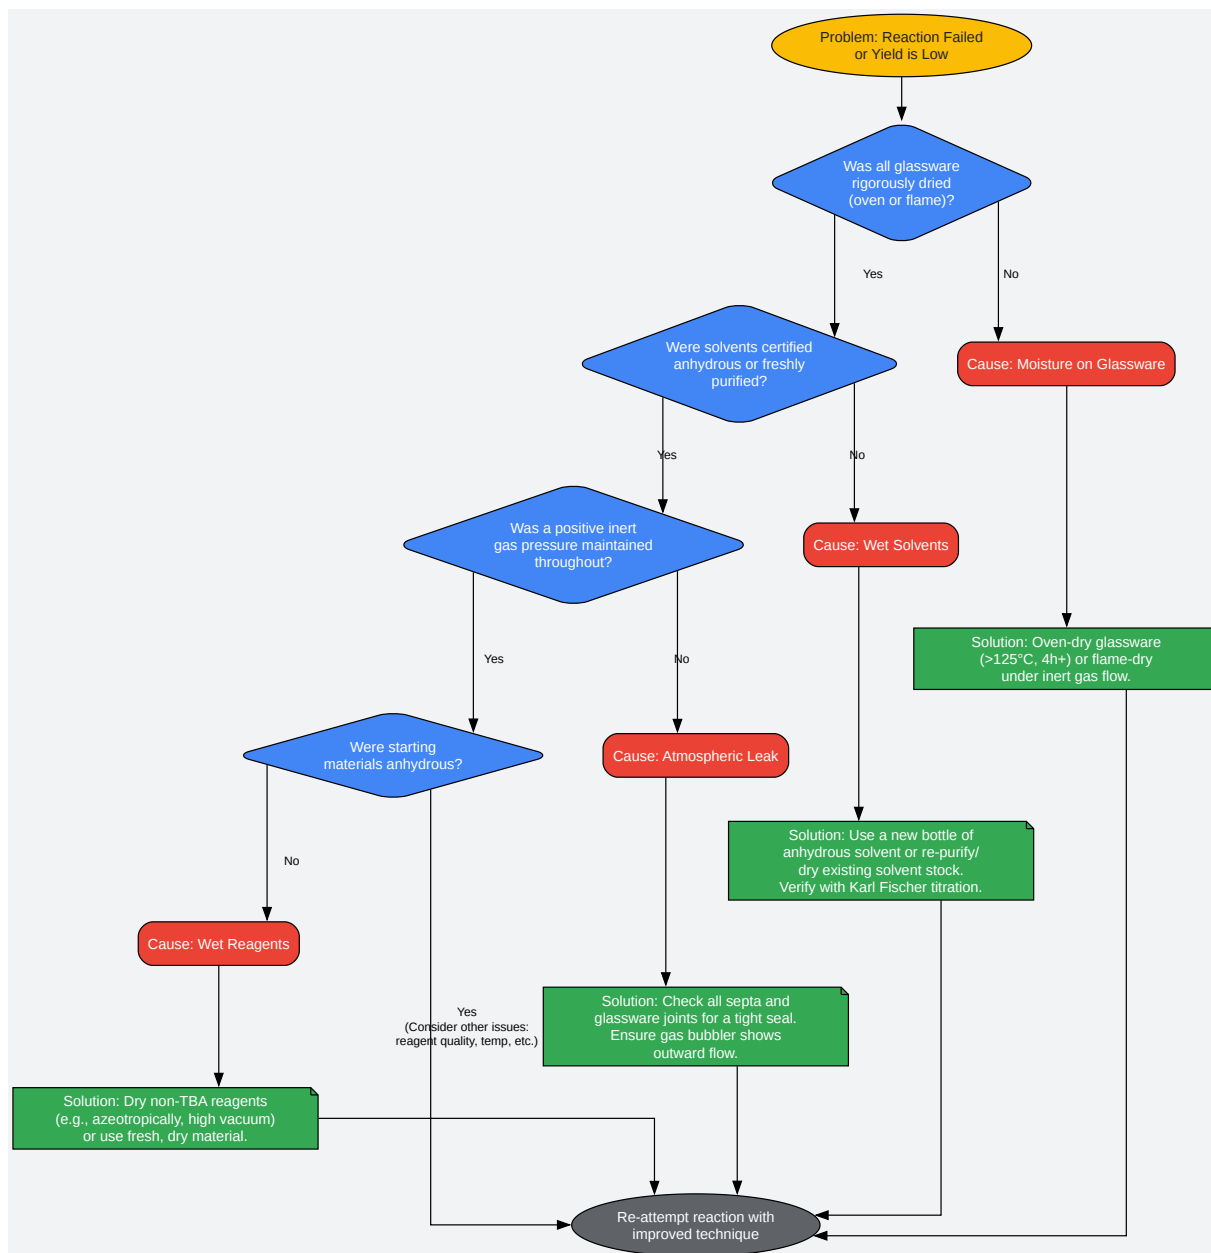 Problem: Reaction Failed
or Yield is Low
Was all glassware
rigorously dried
(oven or flame)?
Yes
No
Were solvents certified
anhydrous or freshly
purified?
Cause: Moisture on Glassware
Yes
No
Was a positive inert
gas pressure maintained
throughout?
Cause: Wet Solvents
Solution: Oven-dry glassware
(>125°C, 4h+) or flame-dry
under inert gas flow.
Yes
No
Were starting
materials anhydrous?
Cause: Atmospheric Leak
Solution: Use a new bottle of
anhydrous solvent or re-purify/
dry existing solvent stock.
Verify with Karl Fischer titration.
No
Cause: Wet Reagents
Yes
(Consider other issues:
reagent quality, temp, etc.)
Solution: Check all septa and
glassware joints for a tight seal.
Ensure gas bubbler shows
outward flow.
Solution: Dry non-TBA reagents
(e.g., azeotropically, high vacuum)
or use fresh, dry material.
Re-attempt reaction with
improved technique